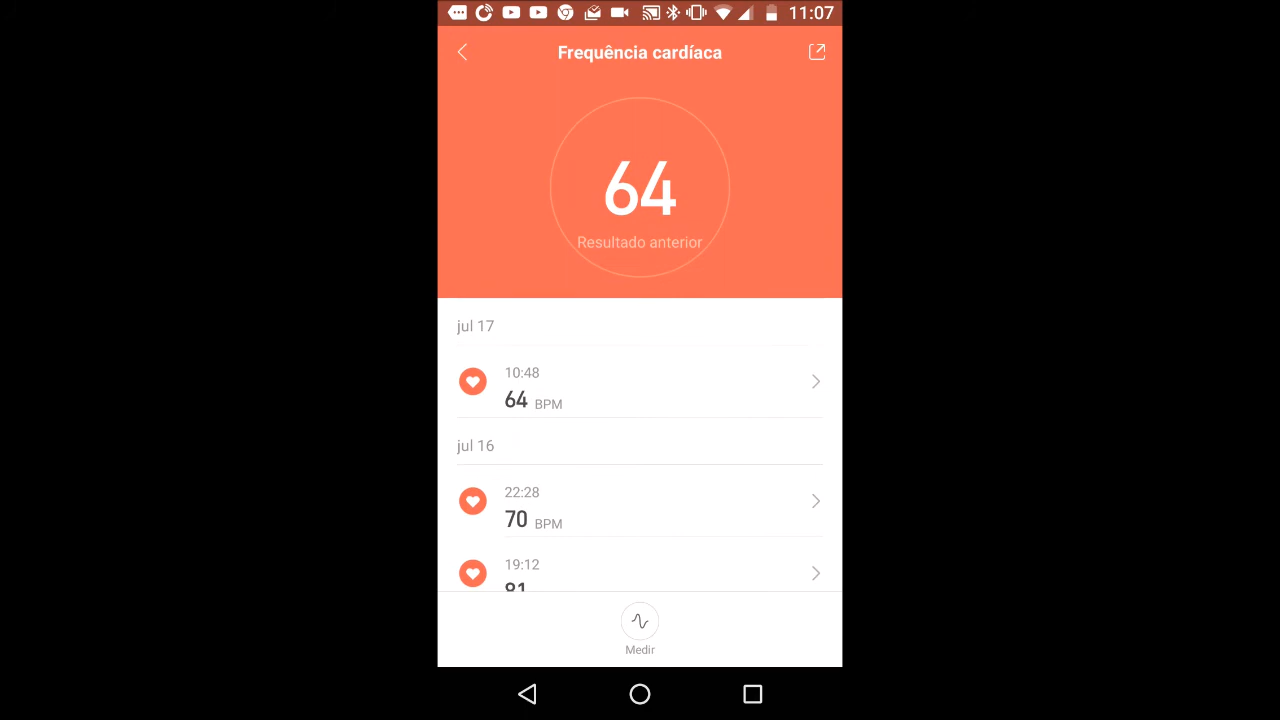 11:07
Frequência cardíaca
64
Resultado anterior
jul 17
10:48
64 BPM
jul 16
22:28
70 BPM
19:12
Medir